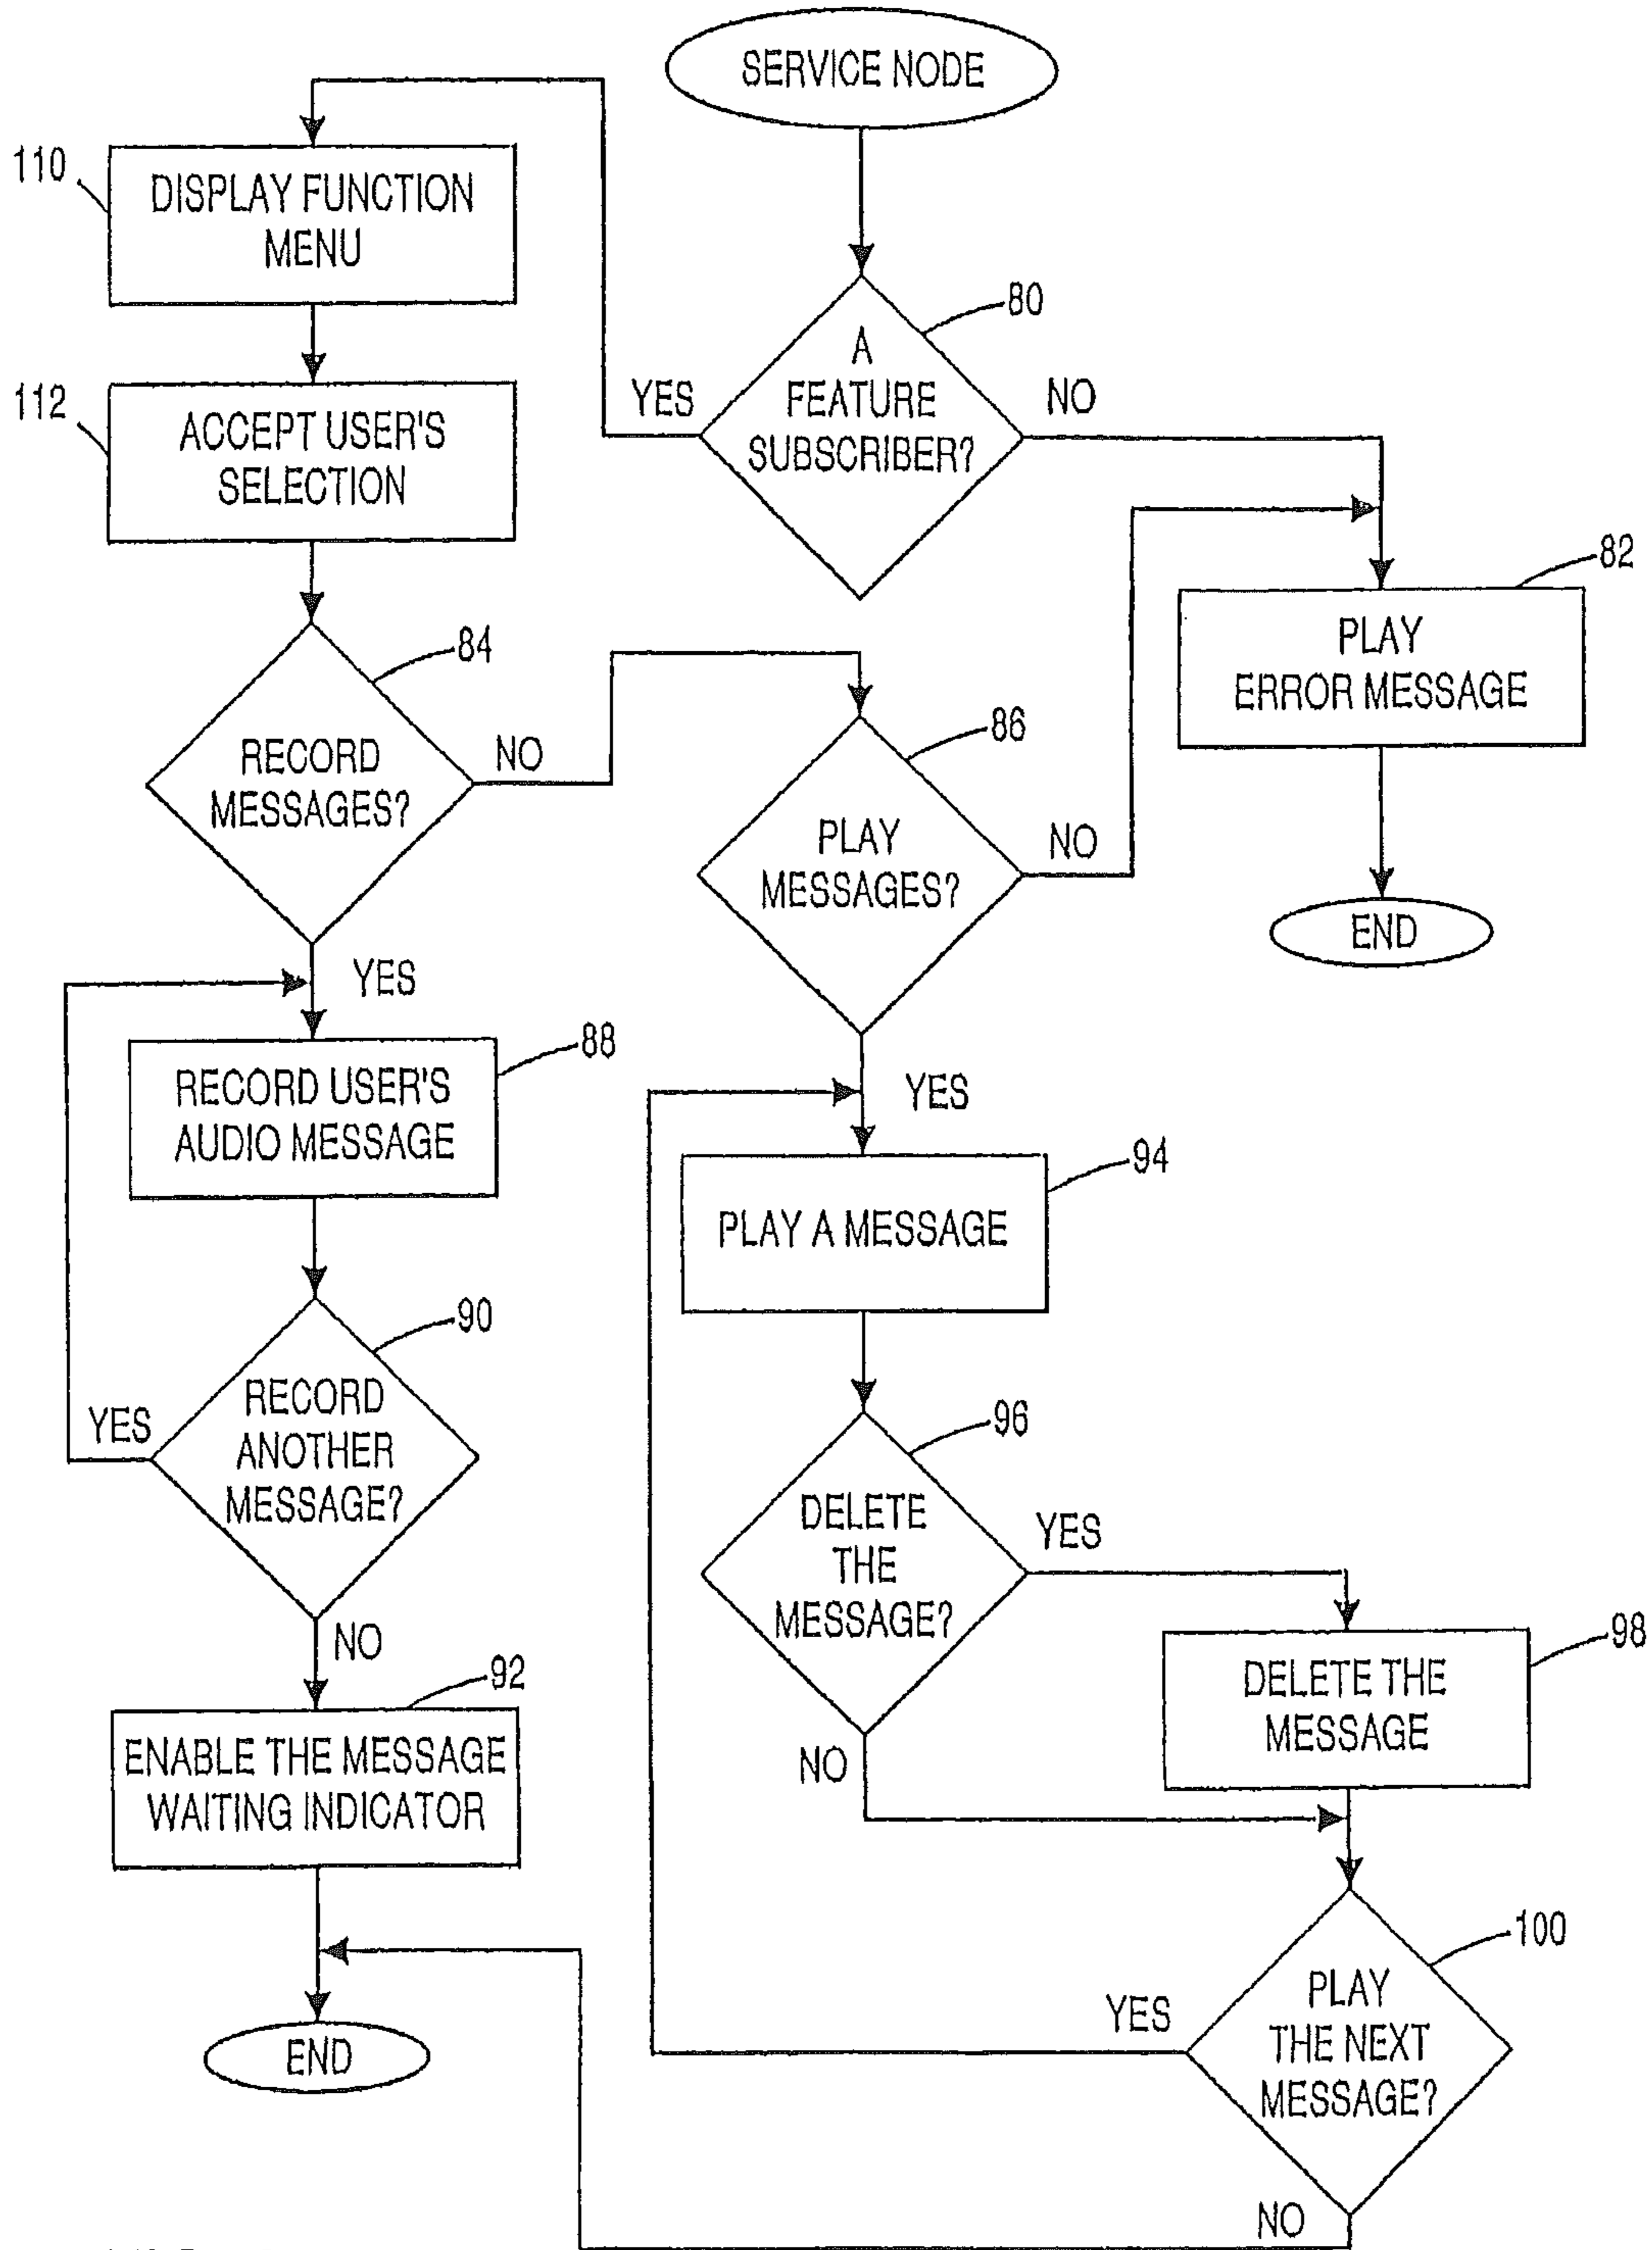 SERVICE NODE
110
DISPLAY FUNCTION
MENU
80
A
FEATURE
SUBSCRIBER?
YES
NO
112
ACCEPT USER'S
SELECTION
82
PLAY
ERROR MESSAGE
84
RECORD
MESSAGES?
NO
86
PLAY
MESSAGES?
NO
END
YES
88
RECORD USER'S
AUDIO MESSAGE
YES
94
PLAY A MESSAGE
90
RECORD
ANOTHER
MESSAGE?
YES
NO
96
DELETE
THE
MESSAGE?
YES
NO
98
DELETE THE
MESSAGE
92
ENABLE THE MESSAGE
WAITING INDICATOR
100
PLAY
THE NEXT
MESSAGE?
YES
END
NO